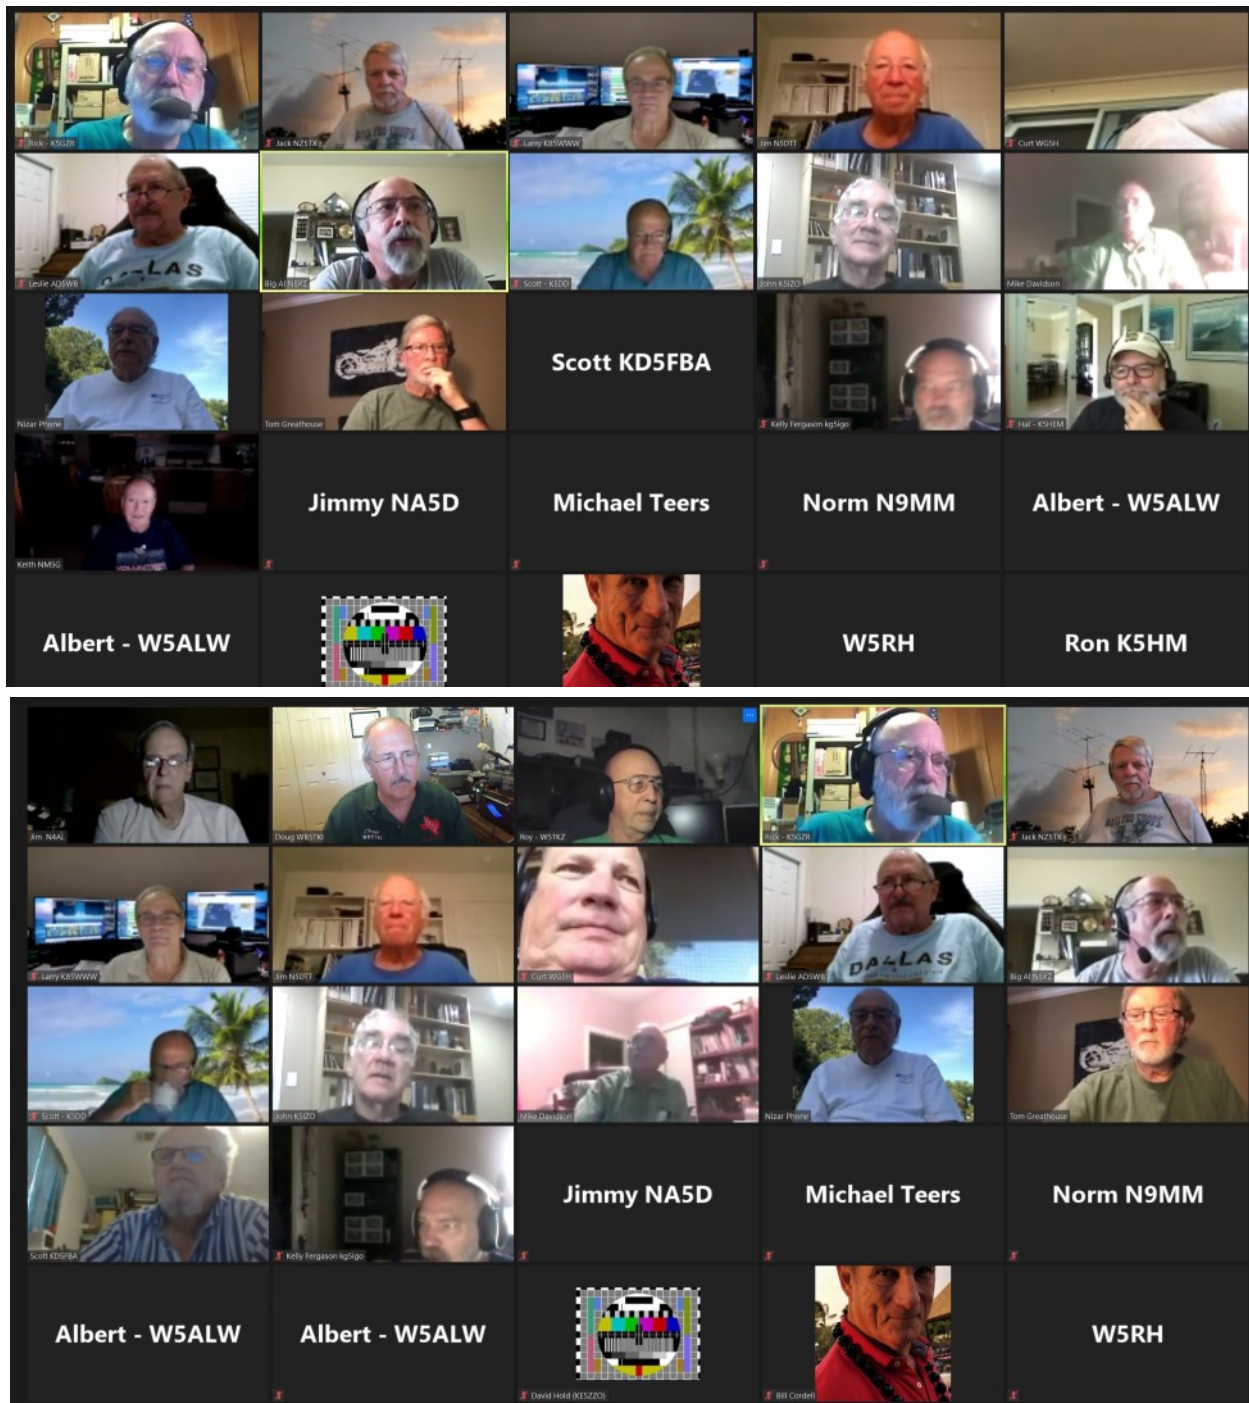 Rick - K5GZR
Jack NZ5TX
Larry KB5WWW
Jim N5DTT
Curt WG5H
Leslie AD5WB
DALLAS
Big Al N5XZ
Scott - K5DD
John K5IZO
Mike Davidson
Nizar Phone
Tom Greathouse
Scott KD5FBA
Kelly Fergason kg5igo
Hal - K5HEM
Keith NM5G
Jimmy NA5D
Michael Teers
Norm N9MM
Albert - W5ALW
Albert - W5ALW
W5RH
Ron K5HM
Jim N4AL
Doug WB5TKI
Roy - W5TKZ
Rick - K5GZR
Jack NZ5TX
Larry KB5WWW
Jim N5DTT
Curt WG5H
Leslie AD5WB
DALLAS
Big Al N5XZ
Scott - K5DD
John K5IZO
Mike Davidson
Nizar Phone
Tom Greathouse
Scott KD5FBA
Kelly Fergason kg5igo
Jimmy NA5D
Michael Teers
Norm N9MM
Albert - W5ALW
Albert - W5ALW
David Hold (KE5ZZO)
Bill Cordell
W5RH